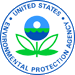 UNITED STATES
ENVIRONMENTAL PROTECTION AGENCY